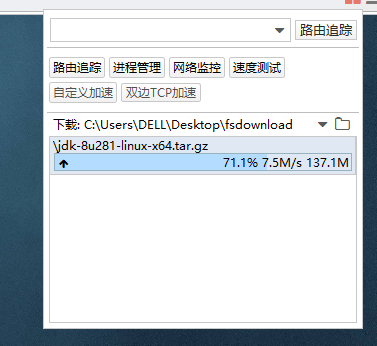 路由追踪
路由追踪 进程管理 网络监控 速度测试
自定义加速 双边TCP加速
下载: C:\Users\DELL\Desktop\fsdownload
\jdk-8u281-linux-x64.tar.gz
71.1% 7.5M/s 137.1M